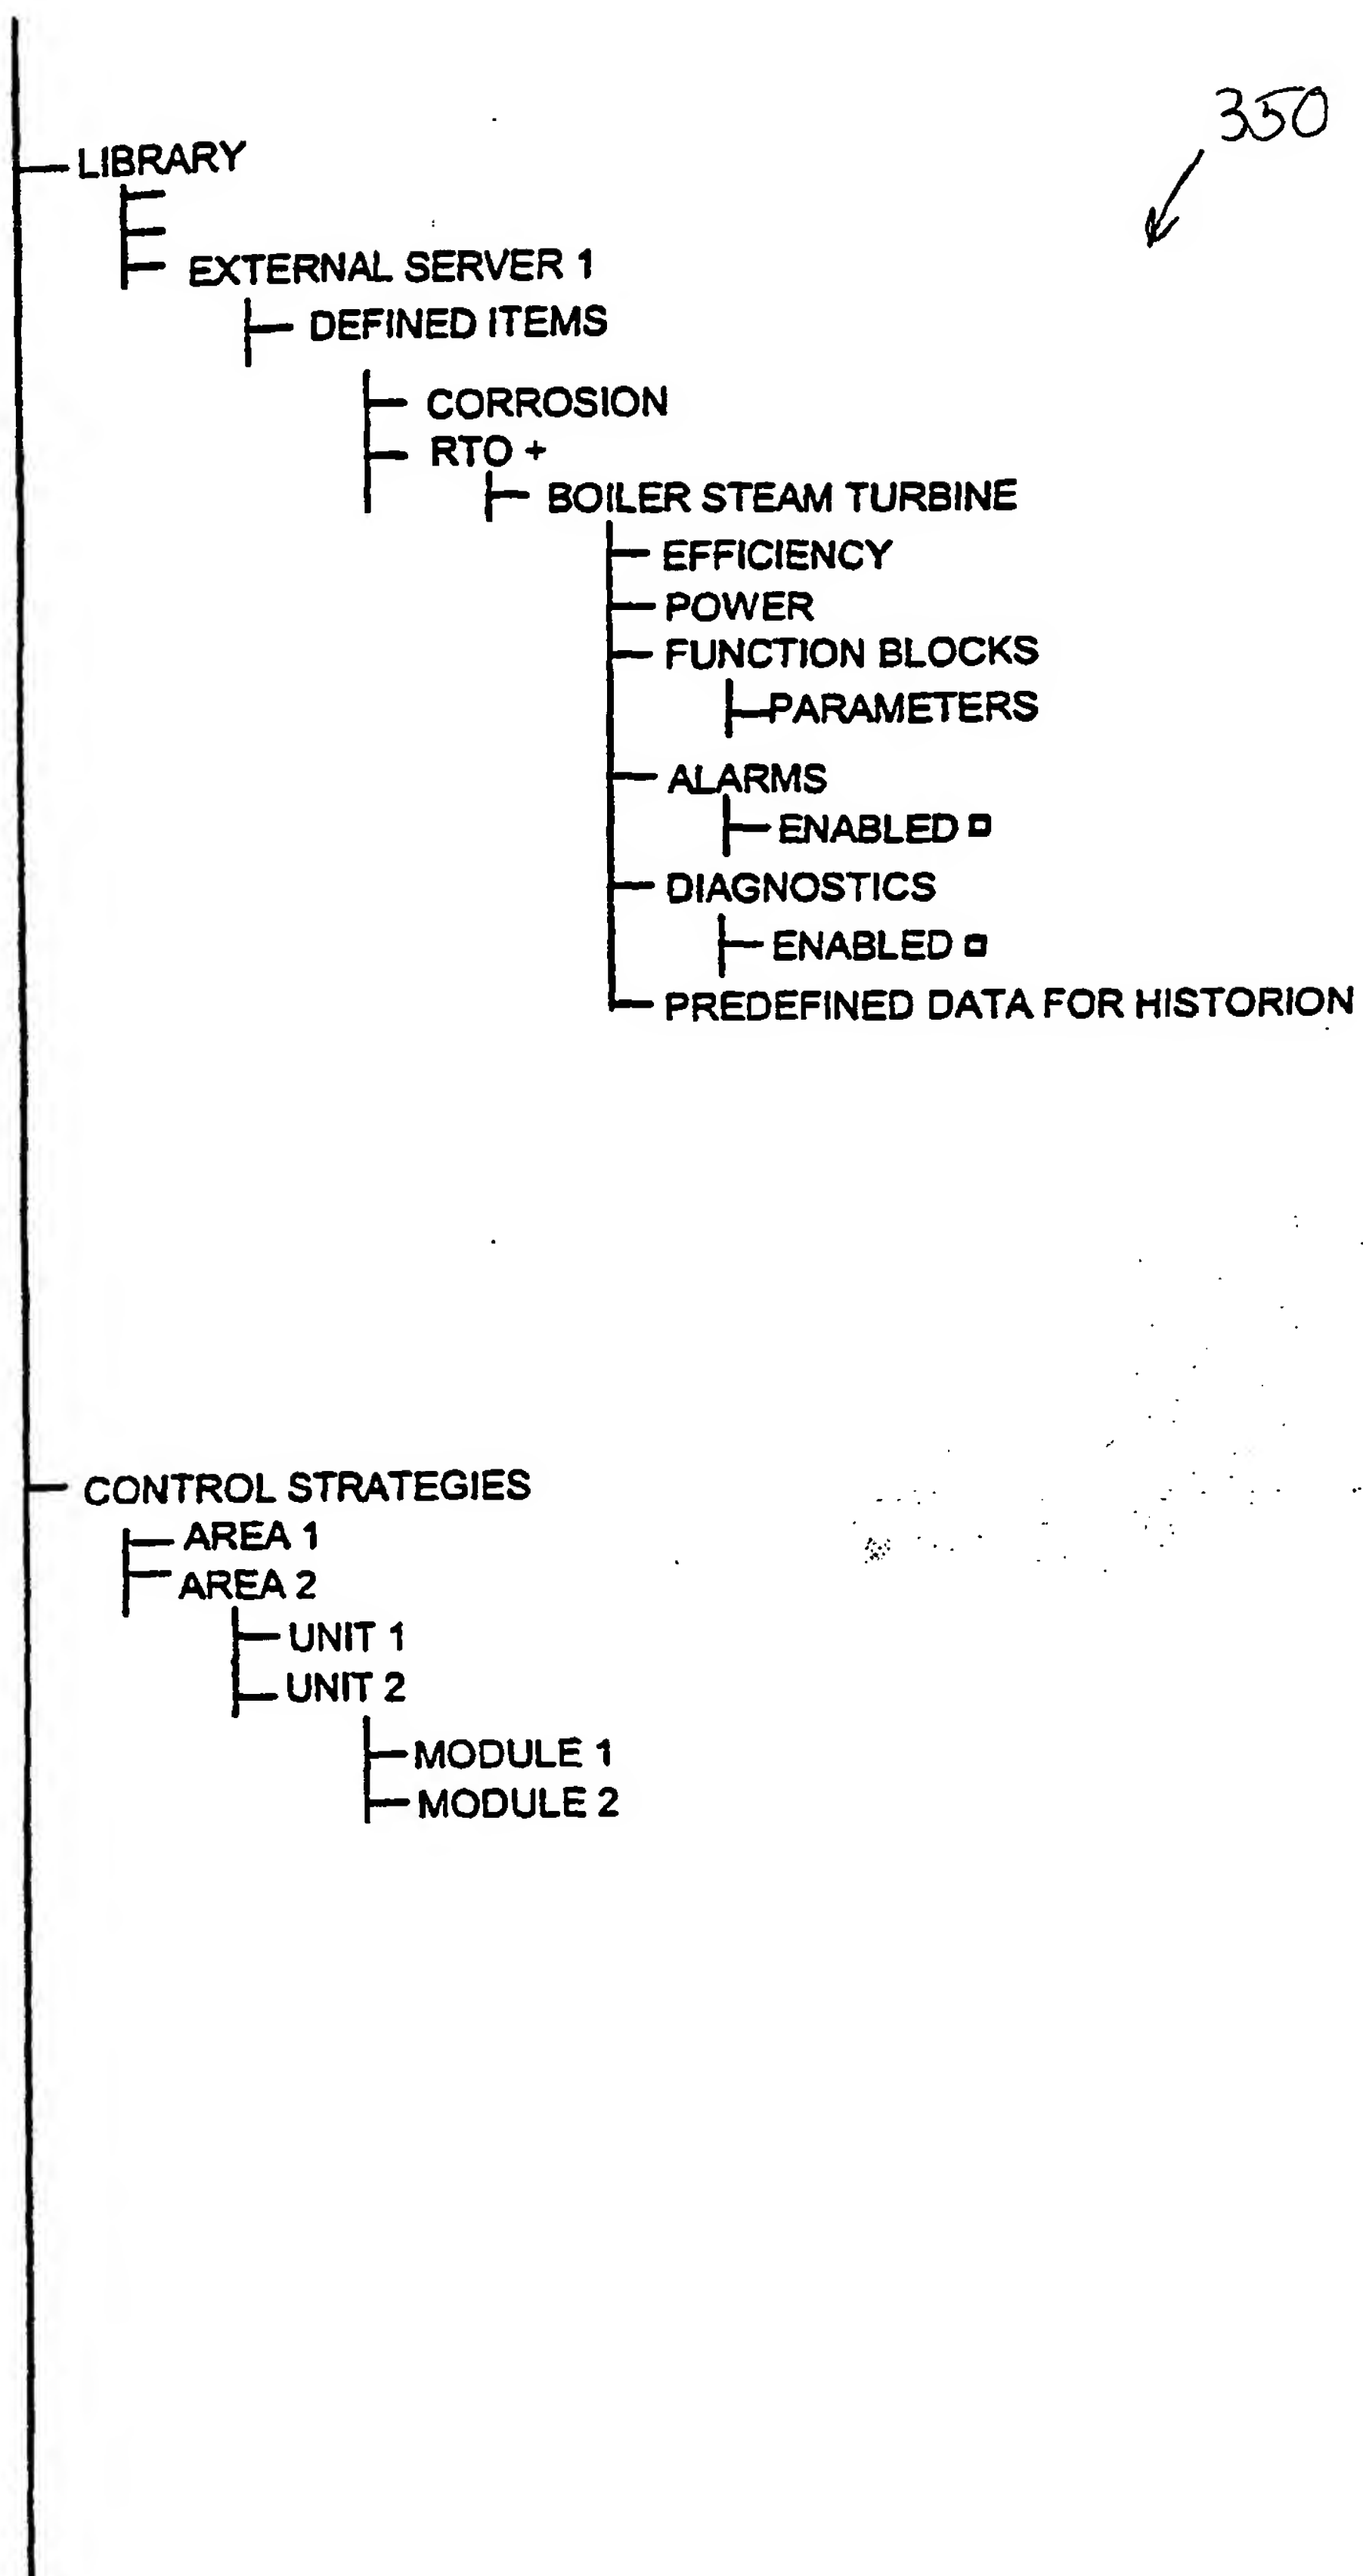 350
LIBRARY
EXTERNAL SERVER 1
DEFINED ITEMS
CORROSION
RTO +
BOILER STEAM TURBINE
EFFICIENCY
POWER
FUNCTION BLOCKS
PARAMETERS
ALARMS
ENABLED
DIAGNOSTICS
ENABLED
PREDEFINED DATA FOR HISTORION
CONTROL STRATEGIES
AREA 1
AREA 2
UNIT 1
UNIT 2
MODULE 1
MODULE 2